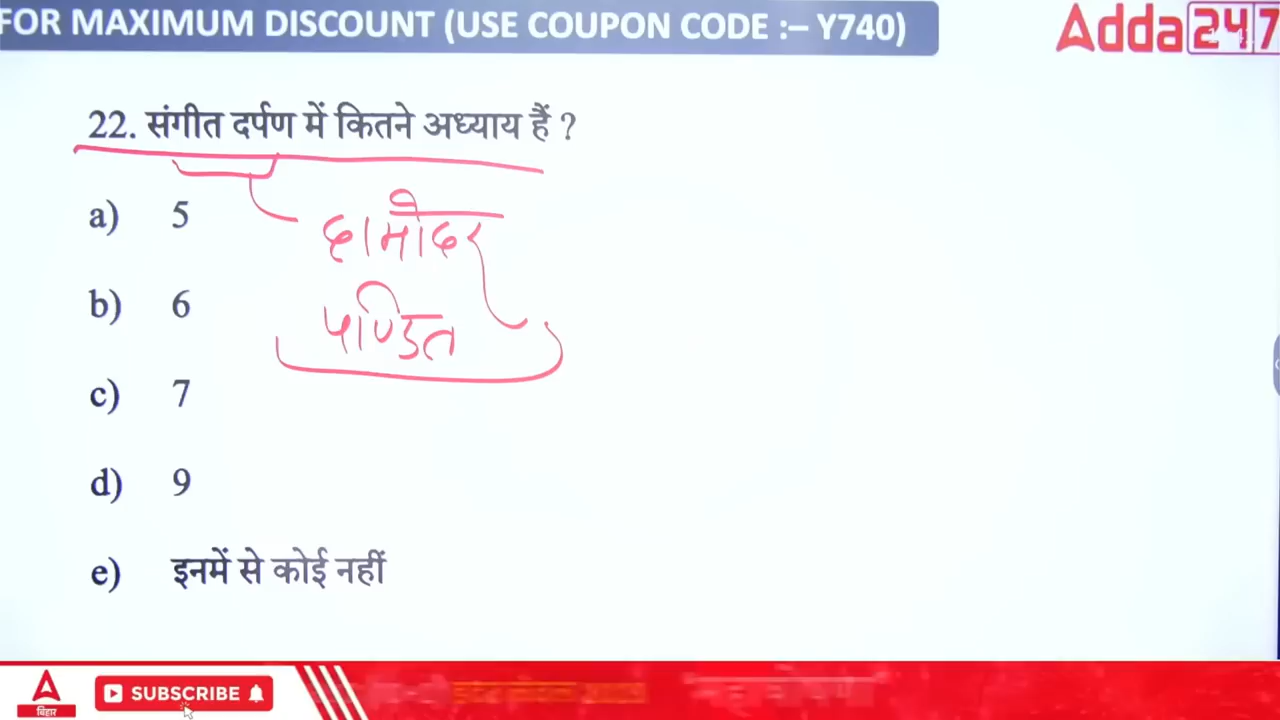 FOR MAXIMUM DISCOUNT (USE COUPON CODE :– Y740)
Adda247
22. संगीत दर्पण में कितने अध्याय हैं ?
a) 5
दामोदर
b) 6
पण्डित
c) 7
d) 9
e) इनमें से कोई नहीं
बिहार
SUBSCRIBE